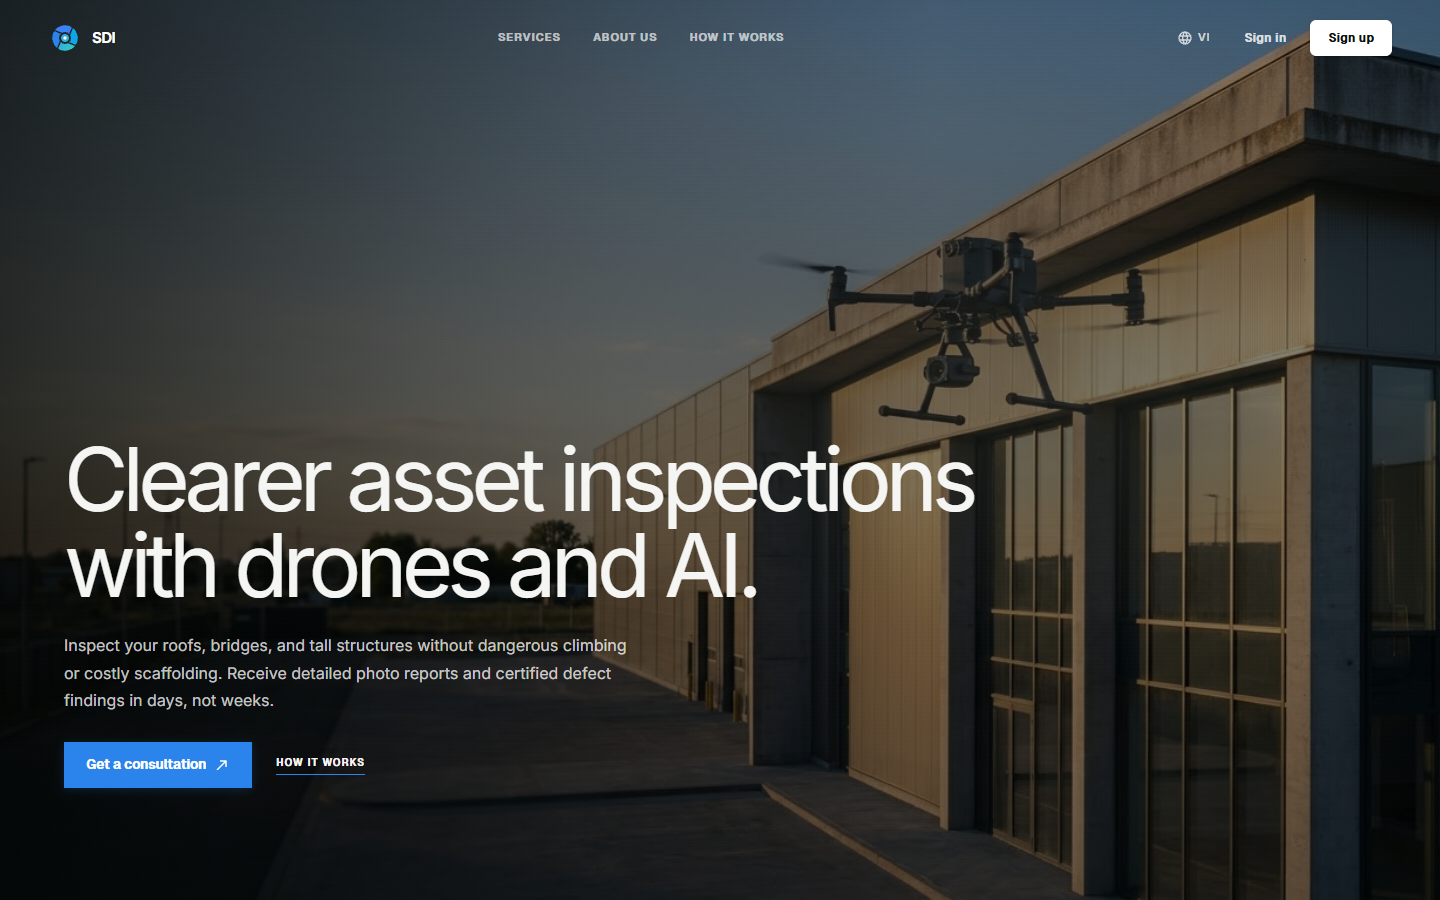 SDI
SERVICES
ABOUT US
HOW IT WORKS
VI
Sign in
Sign up
Clearer asset inspections
with drones and AI.
Inspect your roofs, bridges, and tall structures without dangerous climbing
or costly scaffolding. Receive detailed photo reports and certified defect
findings in days, not weeks.
Get a consultation
HOW IT WORKS